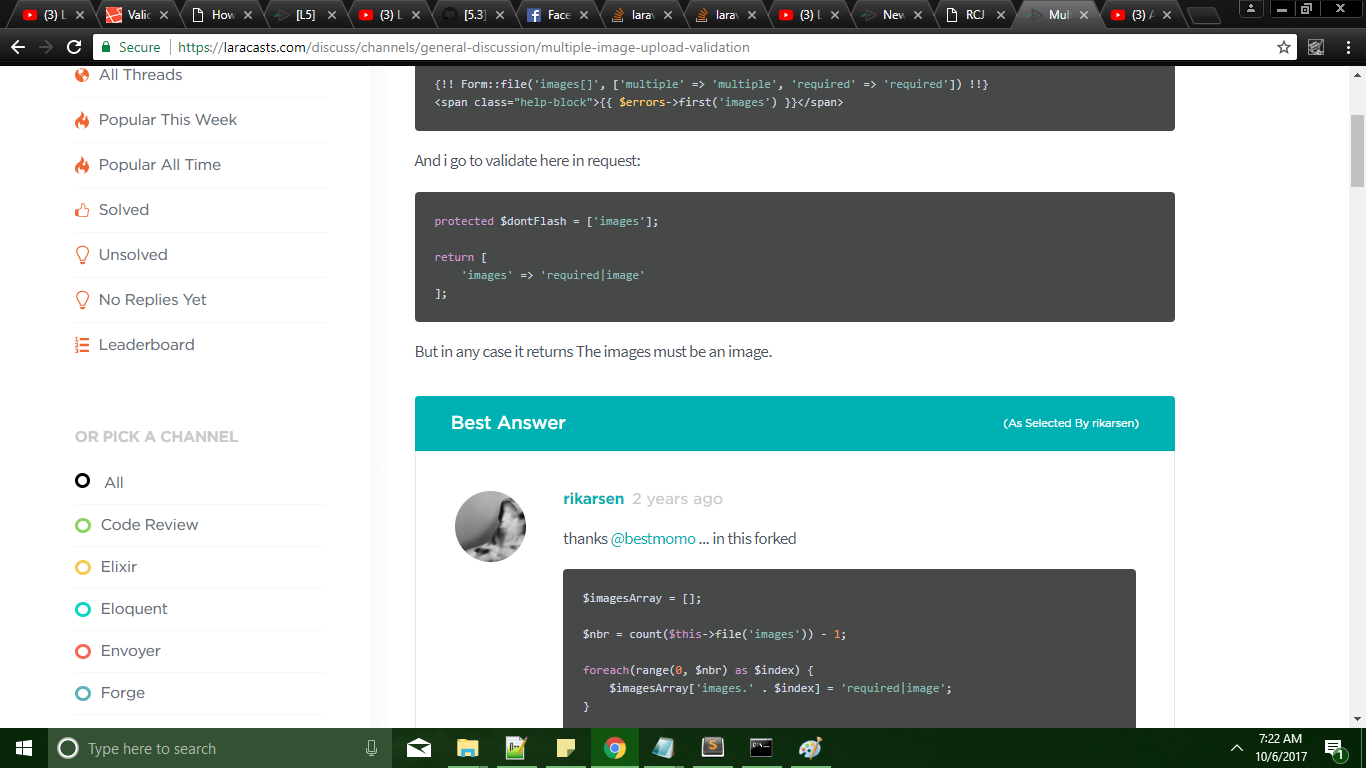 (3) L
Valic
How
[L5]
(3) L
[5.3]
Face
larav
larav
(3) L
New
RCJ
Mul
(3) A
Secure
https://laracasts.com/discuss/channels/general-discussion/multiple-image-upload-validation
All Threads
Popular This Week
Popular All Time
Solved
Unsolved
No Replies Yet
Leaderboard
OR PICK A CHANNEL
All
Code Review
Elixir
Eloquent
Envoyer
Forge
{!! Form::file('images[]', ['multiple' => 'multiple', 'required' => 'required']) !!}
<span class="help-block">{{ $errors->first('images') }}</span>
And i go to validate here in request:
protected $dontFlash = ['images'];
return [
'images' => 'required|image'
];
But in any case it returns The images must be an image.
Best Answer
(As Selected By rikarsen)
rikarsen 2 years ago
thanks @bestmomo ... in this forked
$imagesArray = [];
$nbr = count($this->file('images')) - 1;
foreach(range(0, $nbr) as $index) {
$imagesArray['images.' . $index] = 'required|image';
}
Type here to search
7:22 AM
10/6/2017
1